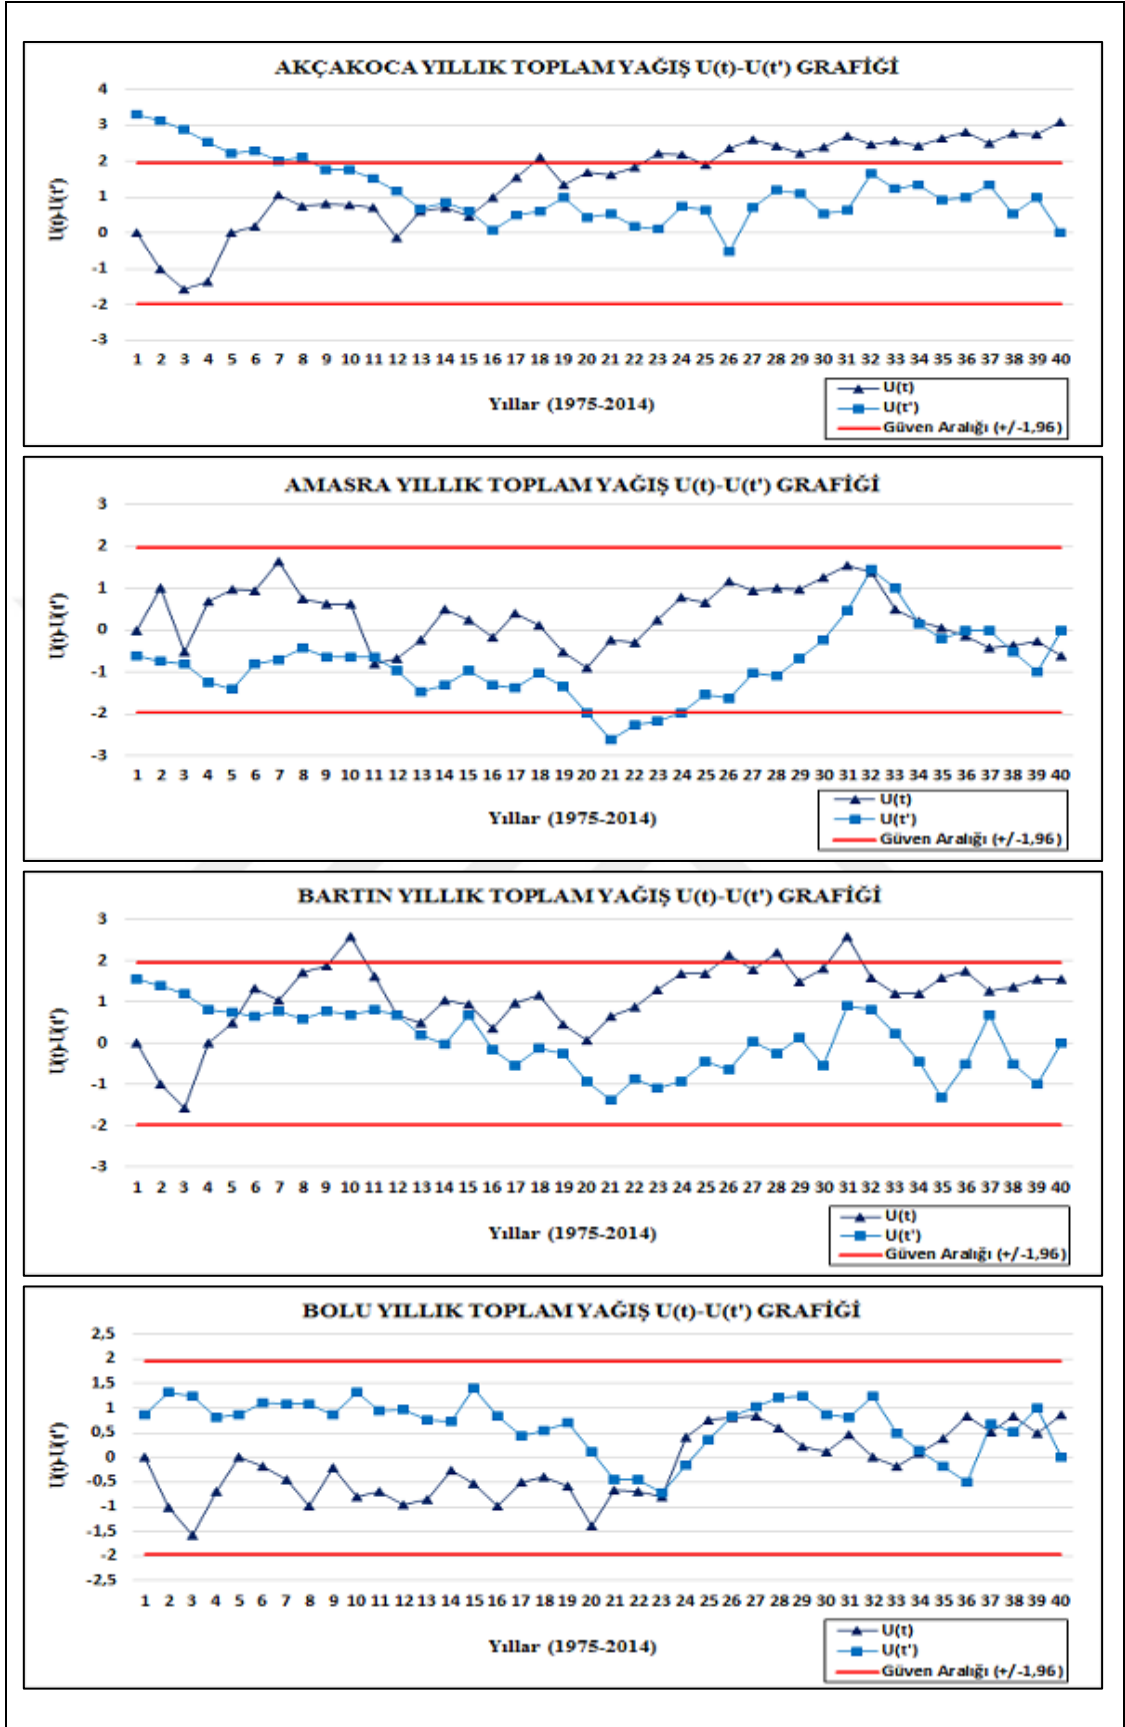 AKÇAKOCA YILLIK TOPLAM YAĞIŞ U(t)-U(t') GRAFİĞİ
4
3
2
1
0
-1
-2
-3
U(t)-U(t')
1 2 3 4 5 6 7 8 9 10 11 12 13 14 15 16 17 18 19 20 21 22 23 24 25 26 27 28 29 30 31 32 33 34 35 36 37 38 39 40
Yıllar (1975-2014)
U(t)
U(t')
Güven Aralığı (+/-1,96)
AMASRA YILLIK TOPLAM YAĞIŞ U(t)-U(t') GRAFİĞİ
3
2
1
0
-1
-2
-3
U(t)-U(t')
1 2 3 4 5 6 7 8 9 10 11 12 13 14 15 16 17 18 19 20 21 22 23 24 25 26 27 28 29 30 31 32 33 34 35 36 37 38 39 40
Yıllar (1975-2014)
U(t)
U(t')
Güven Aralığı (+/-1,96)
BARTIN YILLIK TOPLAM YAĞIŞ U(t)-U(t') GRAFİĞİ
3
2
1
0
-1
-2
-3
U(t)-U(t')
1 2 3 4 5 6 7 8 9 10 11 12 13 14 15 16 17 18 19 20 21 22 23 24 25 26 27 28 29 30 31 32 33 34 35 36 37 38 39 40
Yıllar (1975-2014)
U(t)
U(t')
Güven Aralığı (+/-1,96)
BOLU YILLIK TOPLAM YAĞIŞ U(t)-U(t') GRAFİĞİ
2,5
2
1,5
1
0,5
0
-0,5
-1
-1,5
-2
-2,5
U(t)-U(t')
1 2 3 4 5 6 7 8 9 10 11 12 13 14 15 16 17 18 19 20 21 22 23 24 25 26 27 28 29 30 31 32 33 34 35 36 37 38 39 40
Yıllar (1975-2014)
U(t)
U(t')
Güven Aralığı (+/-1,96)